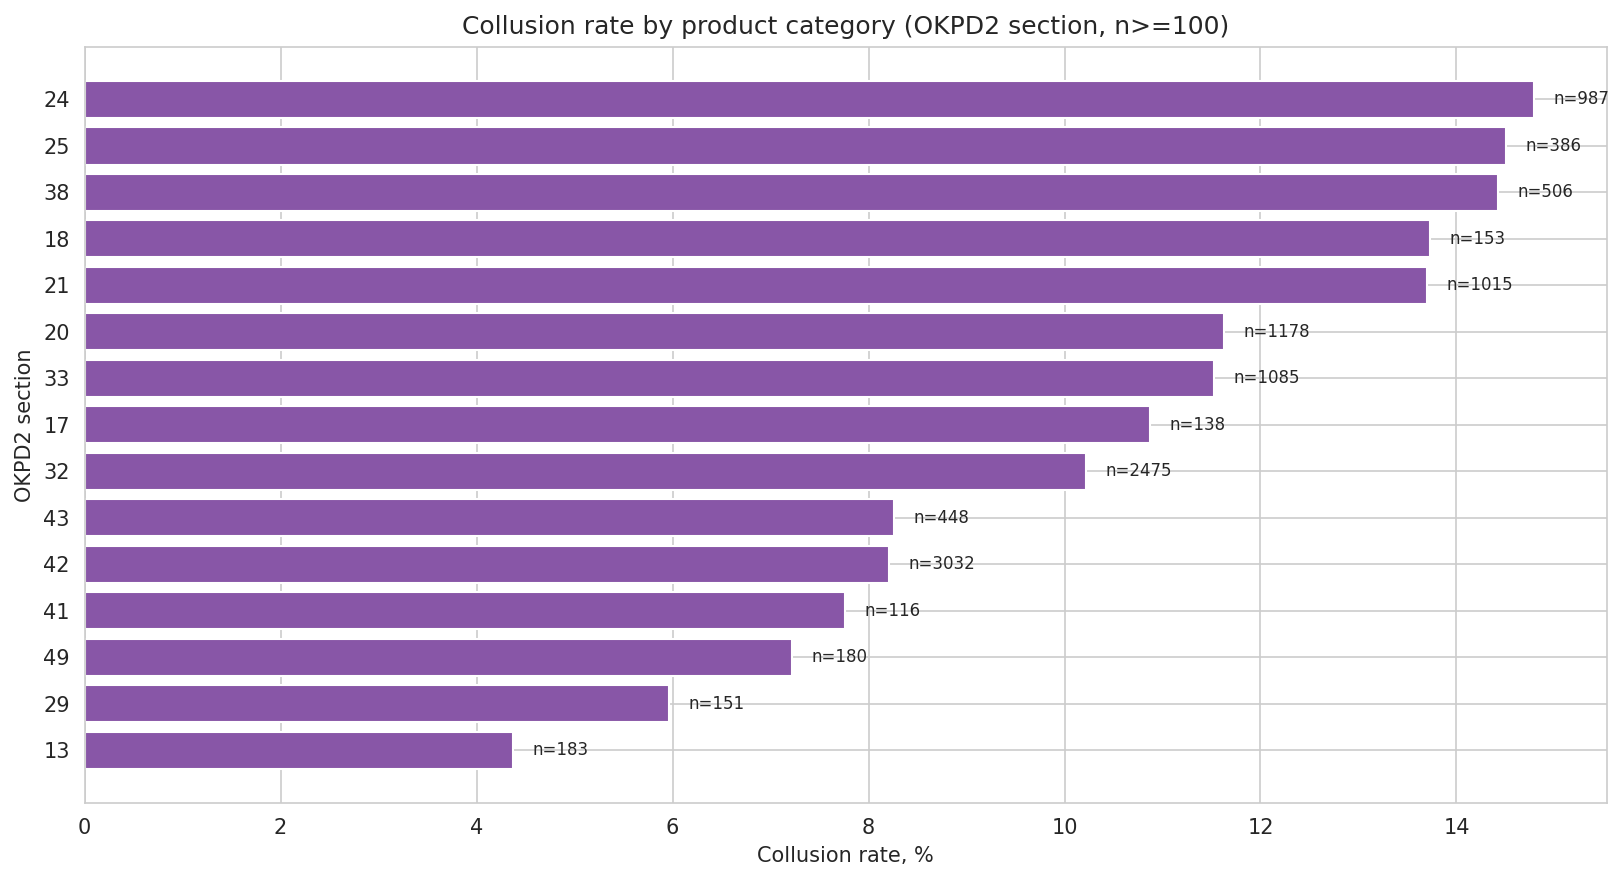 Collusion rate by product category (OKPD2 section, n>=100)
OKPD2 section
24 n=987
25 n=386
38 n=506
18 n=153
21 n=1015
20 n=1178
33 n=1085
17 n=138
32 n=2475
43 n=448
42 n=3032
41 n=116
49 n=180
29 n=151
13 n=183
0 2 4 6 8 10 12 14
Collusion rate, %